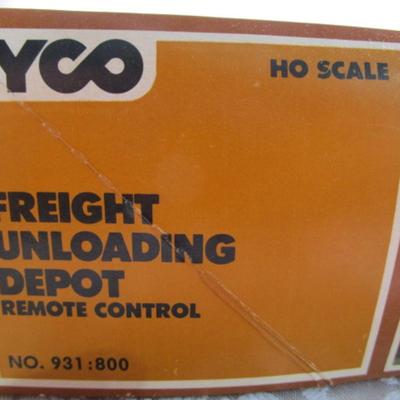 YCO
HO SCALE
FREIGHT
UNLOADING
DEPOT
REMOTE CONTROL
NO. 931:800